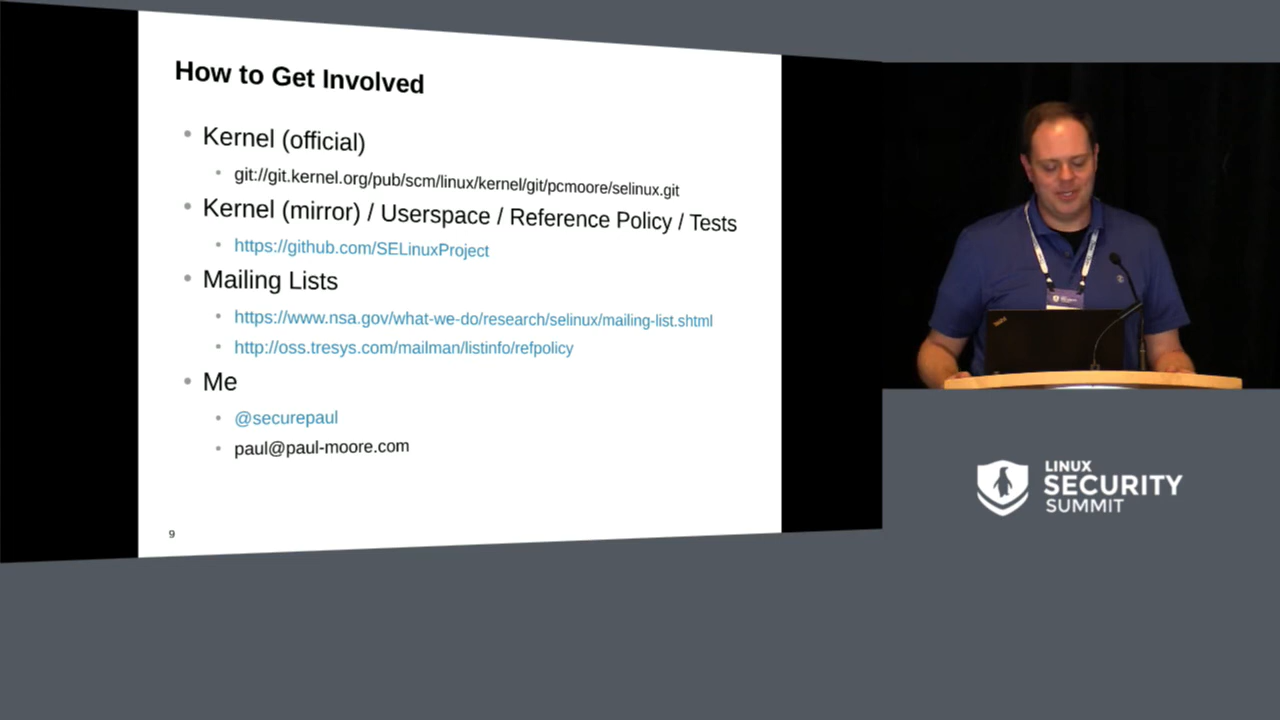 How to Get Involved
Kernel (official)
git://git.kernel.org/pub/scm/linux/kernel/git/pcmoore/selinux.git
Kernel (mirror) / Userspace / Reference Policy / Tests
https://github.com/SELinuxProject
Mailing Lists
https://www.nsa.gov/what-we-do/research/selinux/mailing-list.shtml
http://oss.tresys.com/mailman/listinfo/refpolicy
Me
@securepaul
paul@paul-moore.com
9
ThinkPad
LINUX
SECURITY
SUMMIT